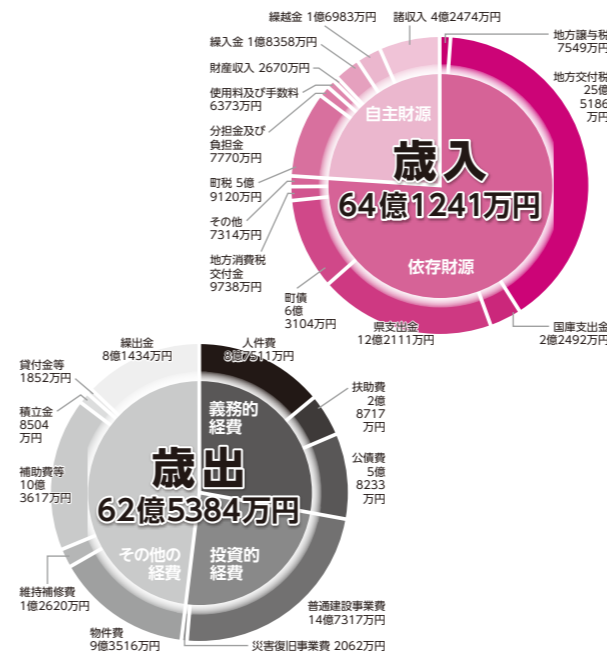 繰越金 1億6983万円
諸収入 4億2474万円
繰入金 1億8358万円
地方譲与税
7549万円
財産収入 2670万円
地方交付税
25億
5186
万円
使用料及び手数料
6373万円
分担金及び
負担金
7770万円
町税 5億
9120万円
その他
7314万円
地方消費税
交付金
9738万円
町債
6億
3104万円
県支出金
12億2111万円
国庫支出金
2億2492万円
自主財源
歳入
64億1241万円
依存財源
繰出金
8億1434万円
人件費
8億7511万円
貸付金等
1852万円
扶助費
2億
8717
万円
積立金
8504
万円
公債費
5億
8233
万円
補助費等
10億
3617万円
義務的
経費
歳出
62億5384万円
その他の
経費
投資的
経費
維持補修費
1億2620万円
普通建設事業費
14億7317万円
物件費
9億3516万円
災害復旧事業費 2062万円